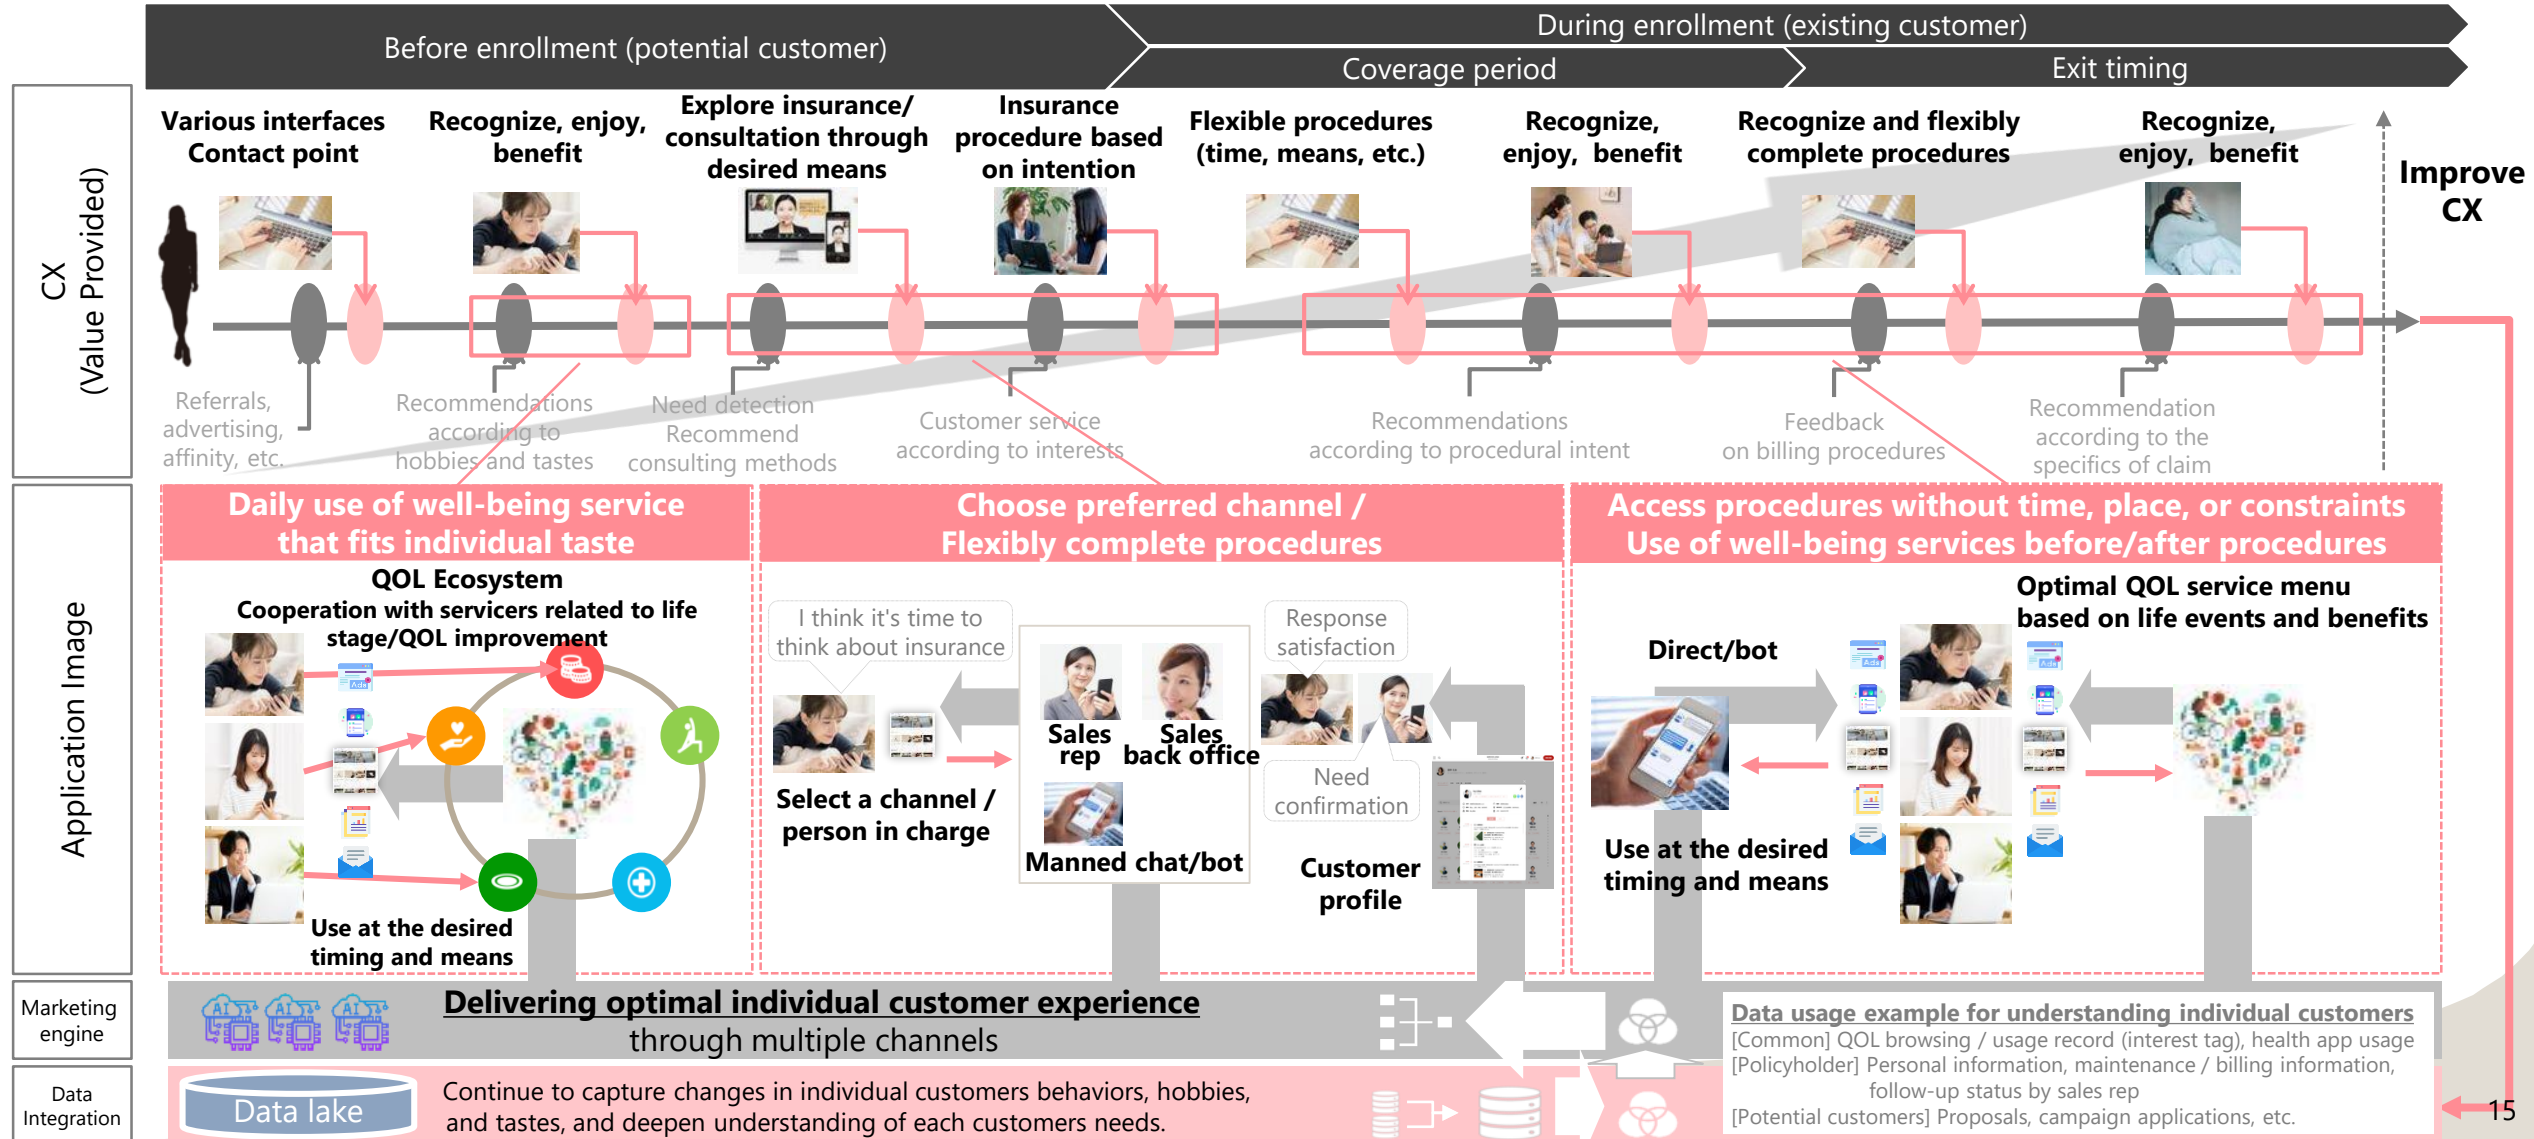 Before enrollment (potential customer)
During enrollment (existing customer)
Coverage period
Exit timing
CX
(Value Provided)
Various interfaces
Contact point
Recognize, enjoy,
benefit
Explore insurance/
consultation through
desired means
Insurance
procedure based
on intention
Flexible procedures
(time, means, etc.)
Recognize,
enjoy, benefit
Recognize and flexibly
complete procedures
Recognize,
enjoy, benefit
Improve
CX
Referrals,
advertising,
affinity, etc.
Recommendations
according to
hobbies and tastes
Need detection
Recommend
consulting methods
Customer service
according to interests
Recommendations
according to procedural intent
Feedback
on billing procedures
Recommendation
according to the
specifics of claim
Application Image
Daily use of well-being service
that fits individual taste
QOL Ecosystem
Cooperation with servicers related to life
stage/QOL improvement
Ads
Use at the desired
timing and means
Choose preferred channel /
Flexibly complete procedures
I think it's time to
think about insurance
Select a channel /
person in charge
Sales
rep
Sales
back office
Manned chat/bot
Response
satisfaction
Need
confirmation
Customer
profile
Access procedures without time, place, or constraints
Use of well-being services before/after procedures
Direct/bot
Use at the desired
timing and means
Optimal QOL service menu
based on life events and benefits
Ads
Ads
Marketing
engine
AI
AI
AI
Delivering optimal individual customer experience
through multiple channels
Data usage example for understanding individual customers
[Common] QOL browsing / usage record (interest tag), health app usage
[Policyholder] Personal information, maintenance / billing information,
follow-up status by sales rep
[Potential customers] Proposals, campaign applications, etc.
Data
Integration
Data lake
Continue to capture changes in individual customers behaviors, hobbies,
and tastes, and deepen understanding of each customers needs.
15